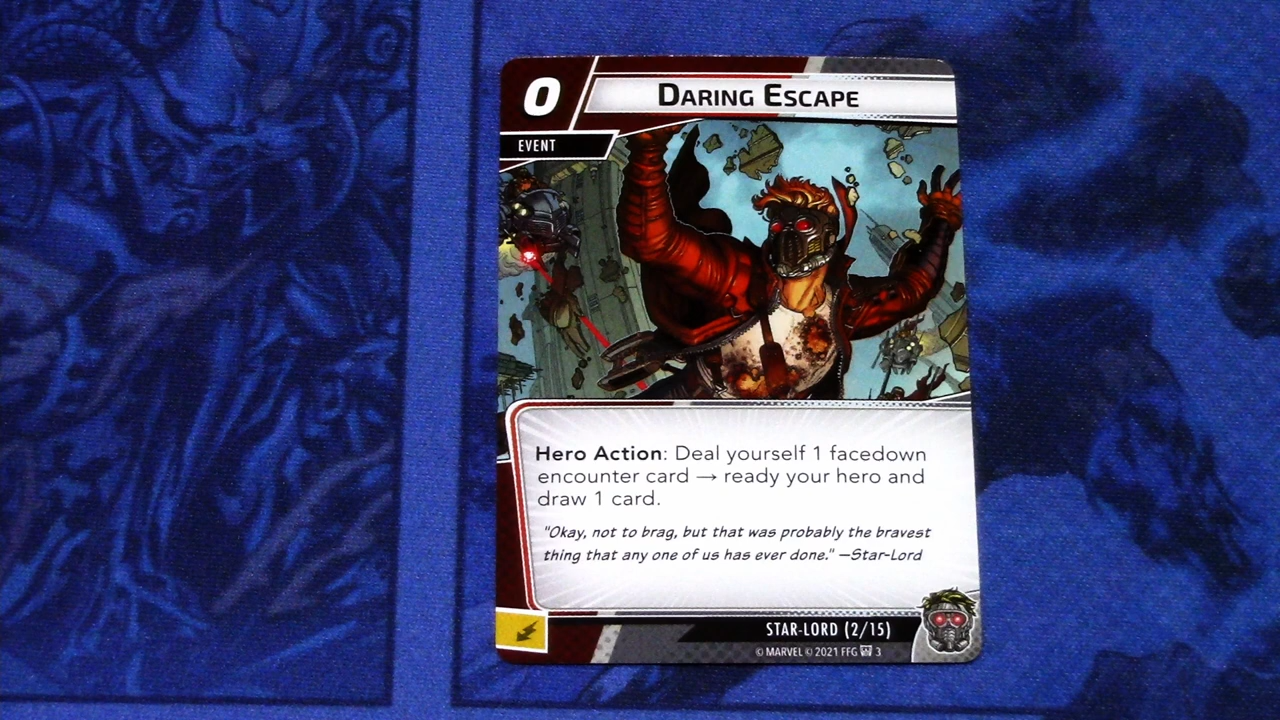 0
DARING ESCAPE
EVENT
Hero Action: Deal yourself 1 facedown
encounter card → ready your hero and
draw 1 card.
"Okay, not to brag, but that was probably the bravest
thing that any one of us has ever done." —Star-Lord
STAR-LORD (2/15)
© MARVEL © 2021 FFG 3